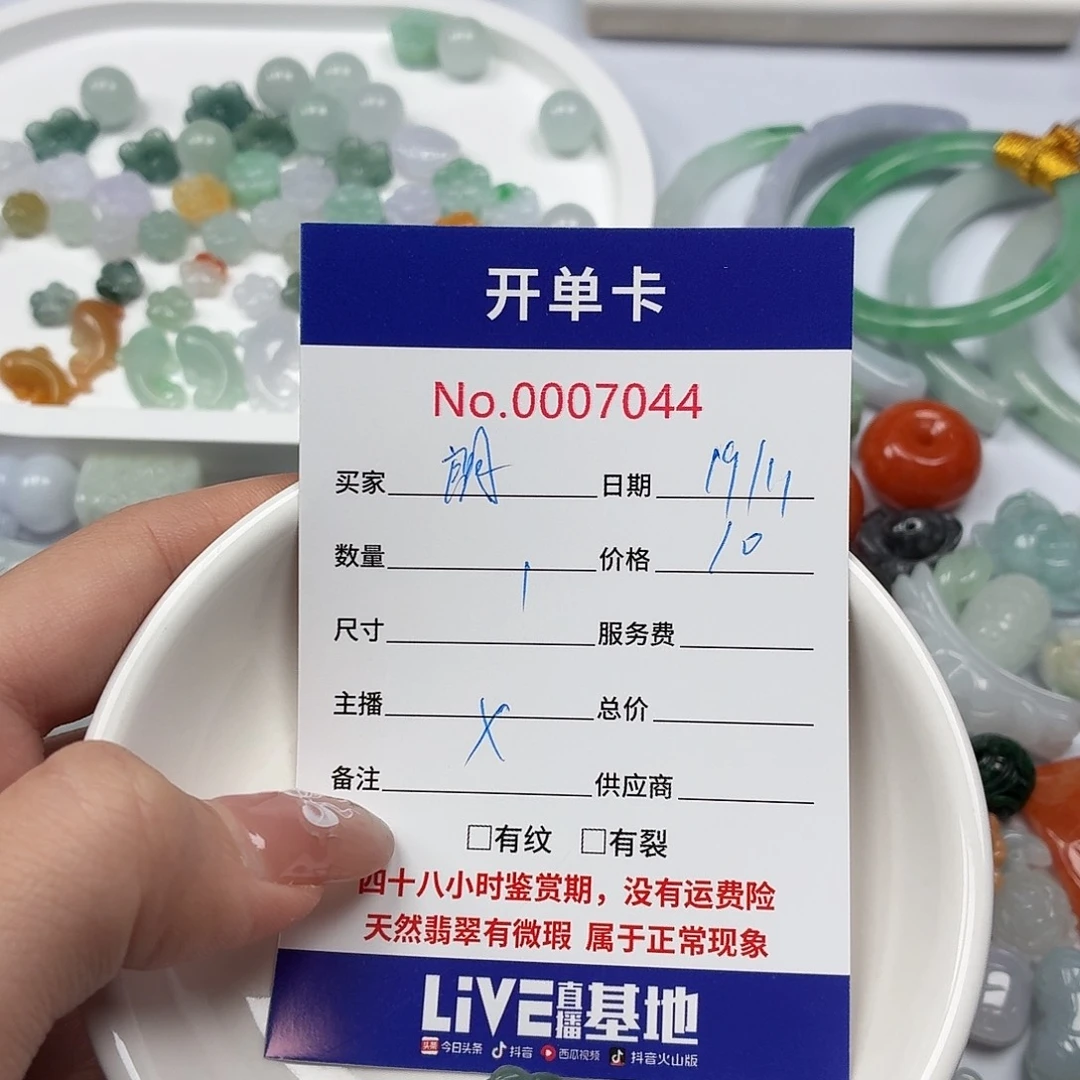 开单卡
No.0007044
买家 朗 日期 19/11
数量 1 价格 10
尺寸 服务费
主播 X 总价
备注 供应商
□有纹 □有裂
四十八小时鉴赏期，没有运费险
天然翡翠有微瑕 属于正常现象
LiVE直播基地
头条 今日头条 抖音 西瓜视频 抖音火山版